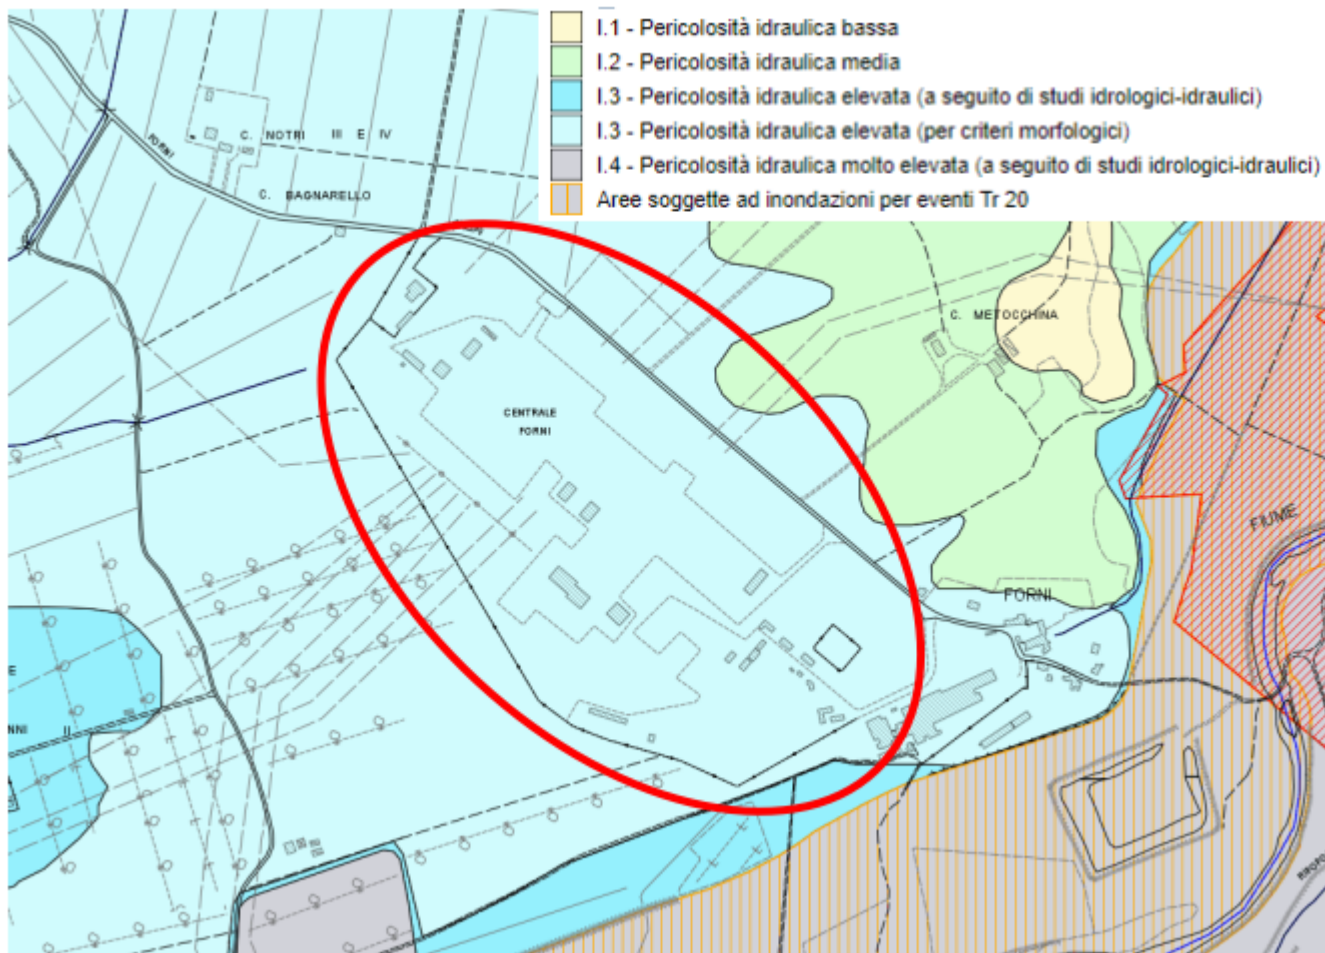 I.1 - Pericolosità idraulica bassa
I.2 - Pericolosità idraulica media
I.3 - Pericolosità idraulica elevata (a seguito di studi idrologici-idraulici)
I.3 - Pericolosità idraulica elevata (per criteri morfologici)
I.4 - Pericolosità idraulica molto elevata (a seguito di studi idrologici-idraulici)
Aree soggette ad inondazioni per eventi Tr 20
C. NOTRI III E IV
FORNI
C. BAGNARELLO
C. METOCCHINA
CENTRALE
FORNI
FIUME
FORNI
E
NNI II